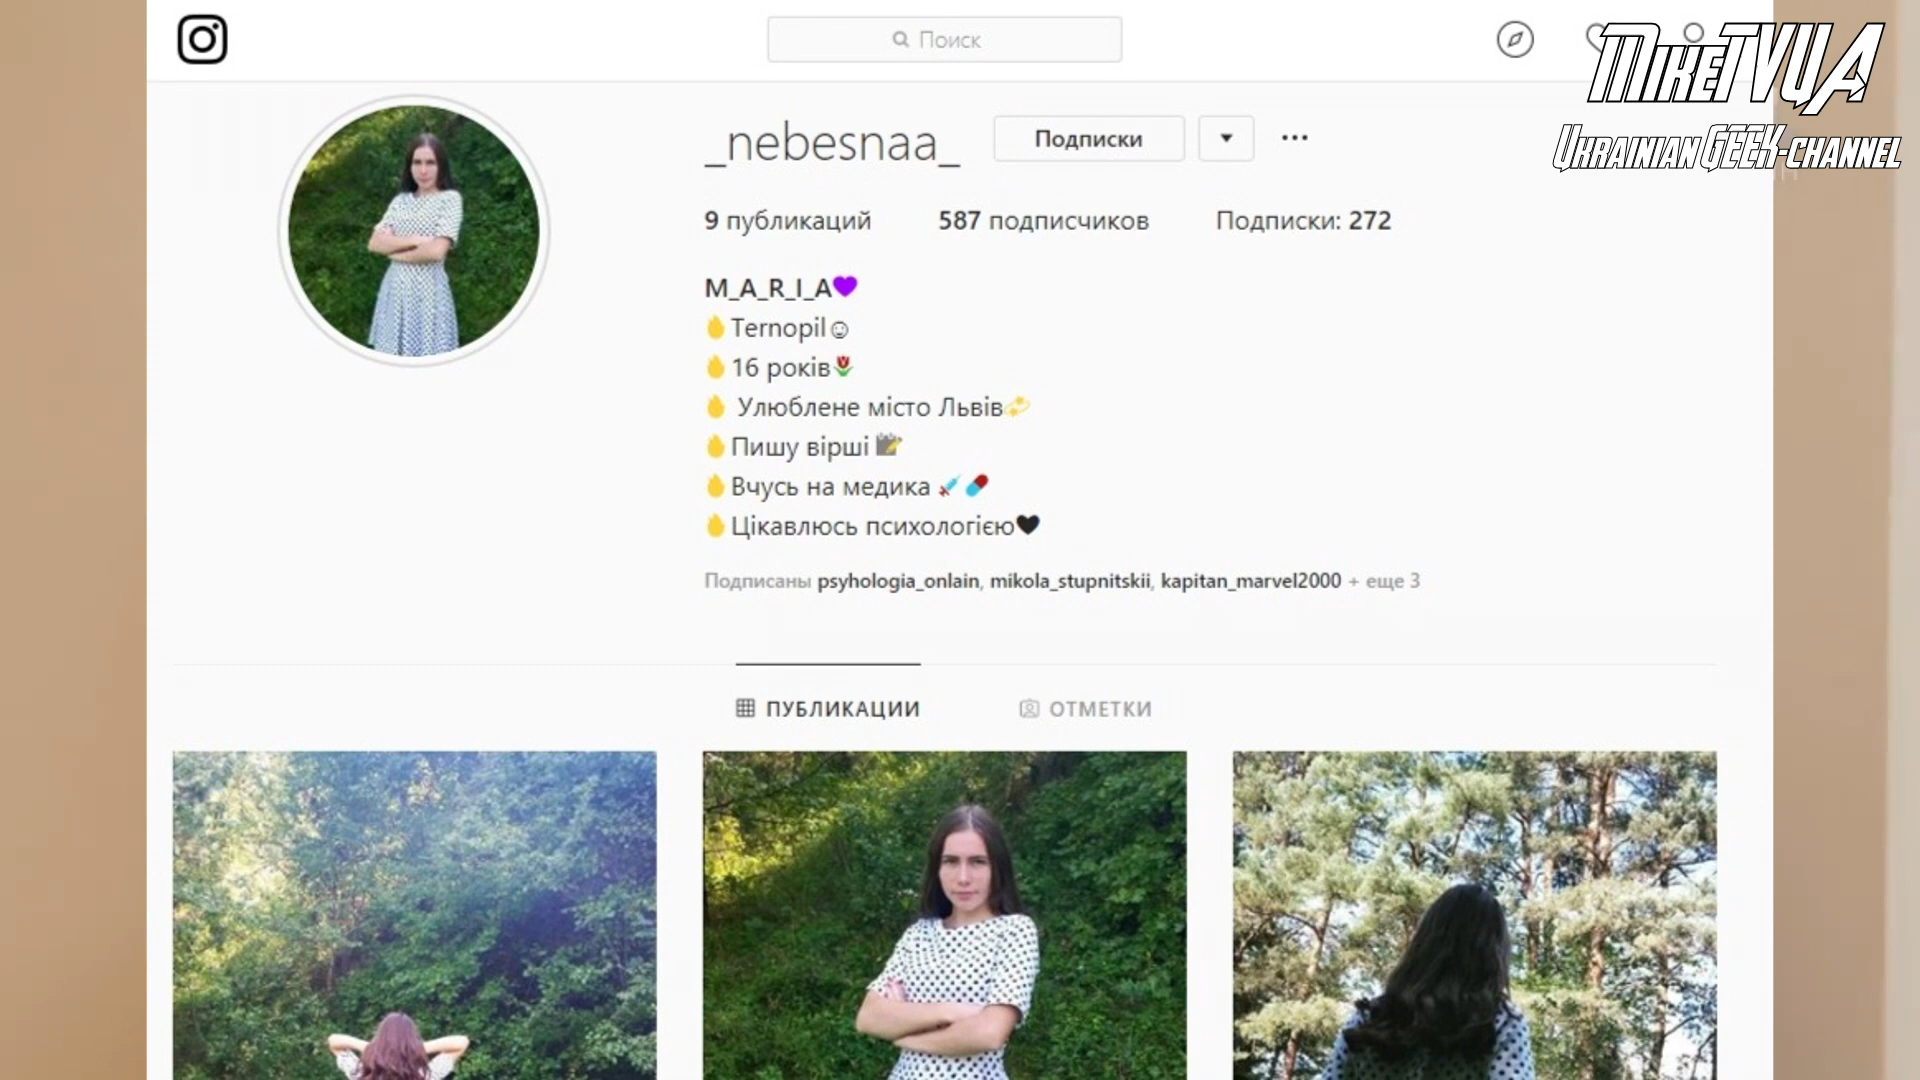 Поиск
MIKETVUA
UKRAINIAN GEEK-CHANNEL
_nebesnaa_
Подписки
9 публикаций 587 подписчиков Подписки: 272
M_A_R_I_A💜
Ternopil☺
16 років🌷
Улюблене місто Львів💫
Пишу вірші 📝
Вчусь на медика 💉💊
Цікавлюсь психологією🖤
Подписаны psyhologia_onlain, mikola_stupnitskii, kapitan_marvel2000 + еще 3
ПУБЛИКАЦИИ ОТМЕТКИ